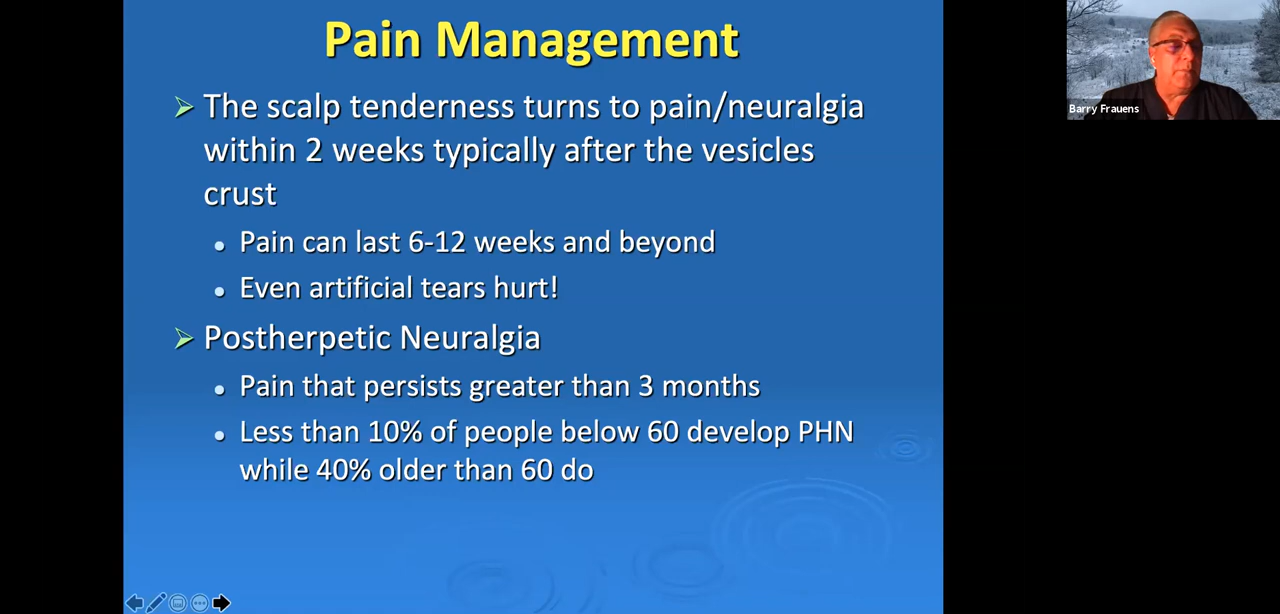 Pain Management
The scalp tenderness turns to pain/neuralgia
within 2 weeks typically after the vesicles
crust
Pain can last 6-12 weeks and beyond
Even artificial tears hurt!
Postherpetic Neuralgia
Pain that persists greater than 3 months
Less than 10% of people below 60 develop PHN
while 40% older than 60 do
Barry Frauens